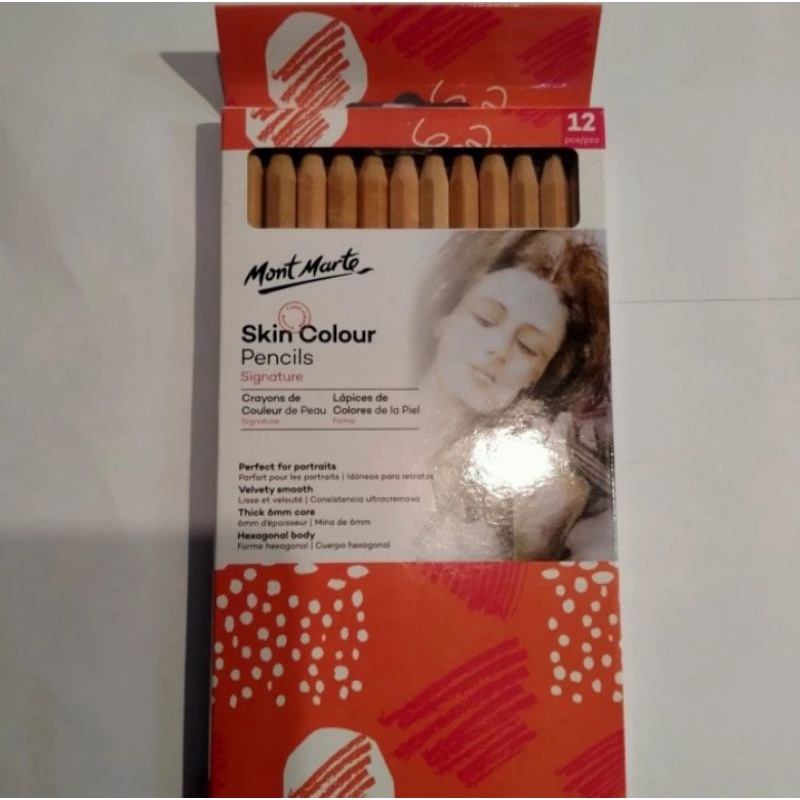 12
pce/pza
Mont Marte
Skin Colour
Pencils
Signature
Crayons de
Couleur de Peau
Signature
Lápices de
Colores de la Piel
Firma
Perfect for portraits
Parfait pour les portraits | Idóneos para retratos
Velvety smooth
Lisse et velouté | Consistencia ultracremosa
Thick 6mm core
6mm d'épaisseur | Mina de 6mm
Hexagonal body
Forme hexagonal | Cuerpo hexagonal